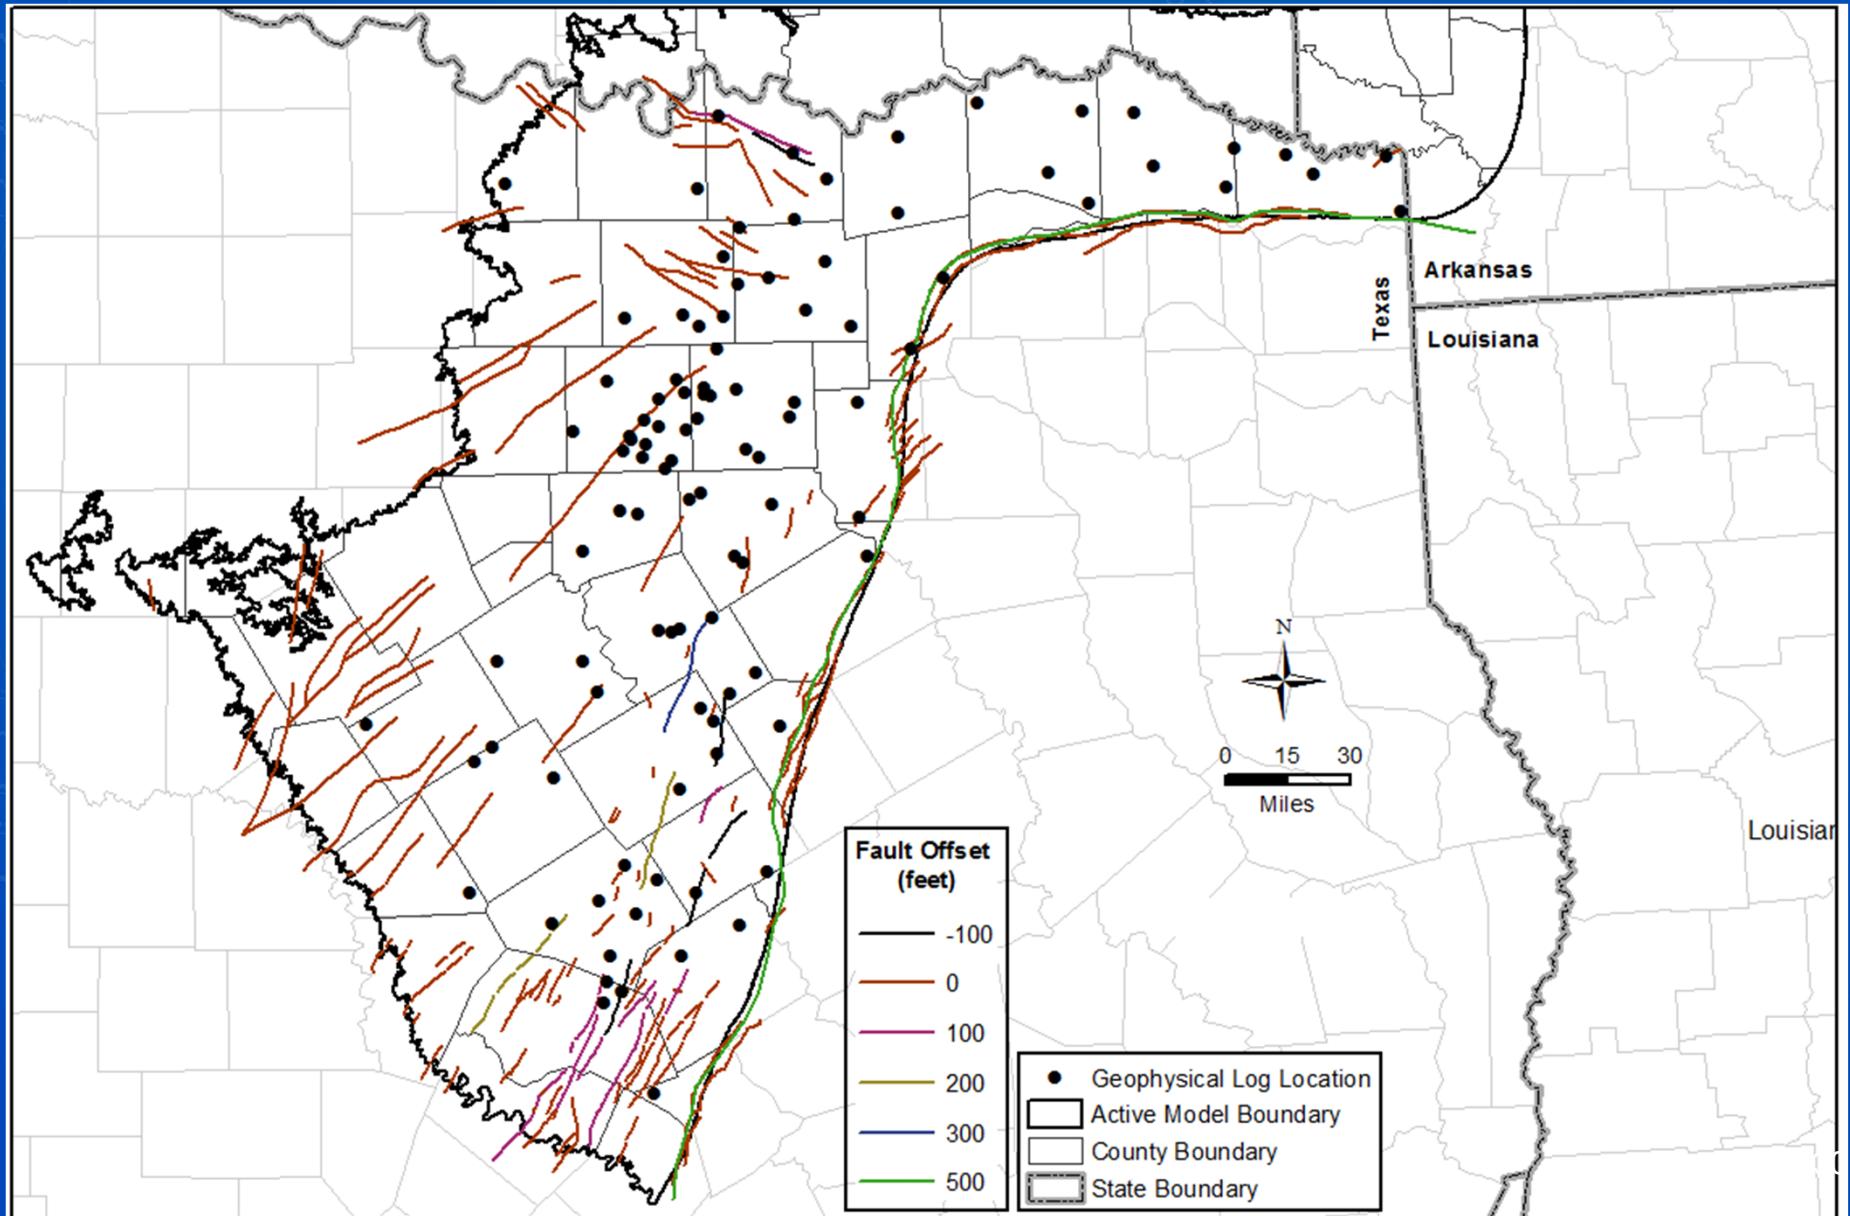 Arkansas
Texas
Louisiana
N
0 15 30
Miles
Louisiar
Fault Offset
(feet)
-100
0
100
200
300
500
Geophysical Log Location
Active Model Boundary
County Boundary
State Boundary